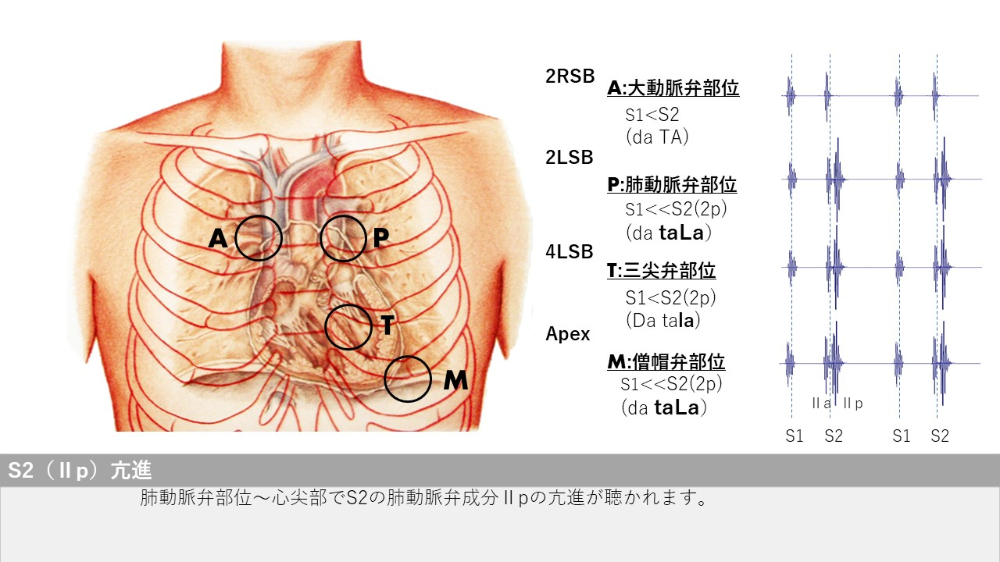 A
P
T
M
2RSB
A:大動脈弁部位
S1<S2
(da TA)
2LSB
P:肺動脈弁部位
S1<<S2(2p)
(da taLa)
4LSB
T:三尖弁部位
S1<S2(2p)
(Da tala)
Apex
M:僧帽弁部位
S1<<S2(2p)
(da taLa)
Ⅱa Ⅱp
S1 S2 S1 S2
S2（Ⅱp）亢進
肺動脈弁部位～心尖部でS2の肺動脈弁成分Ⅱpの亢進が聴かれます。